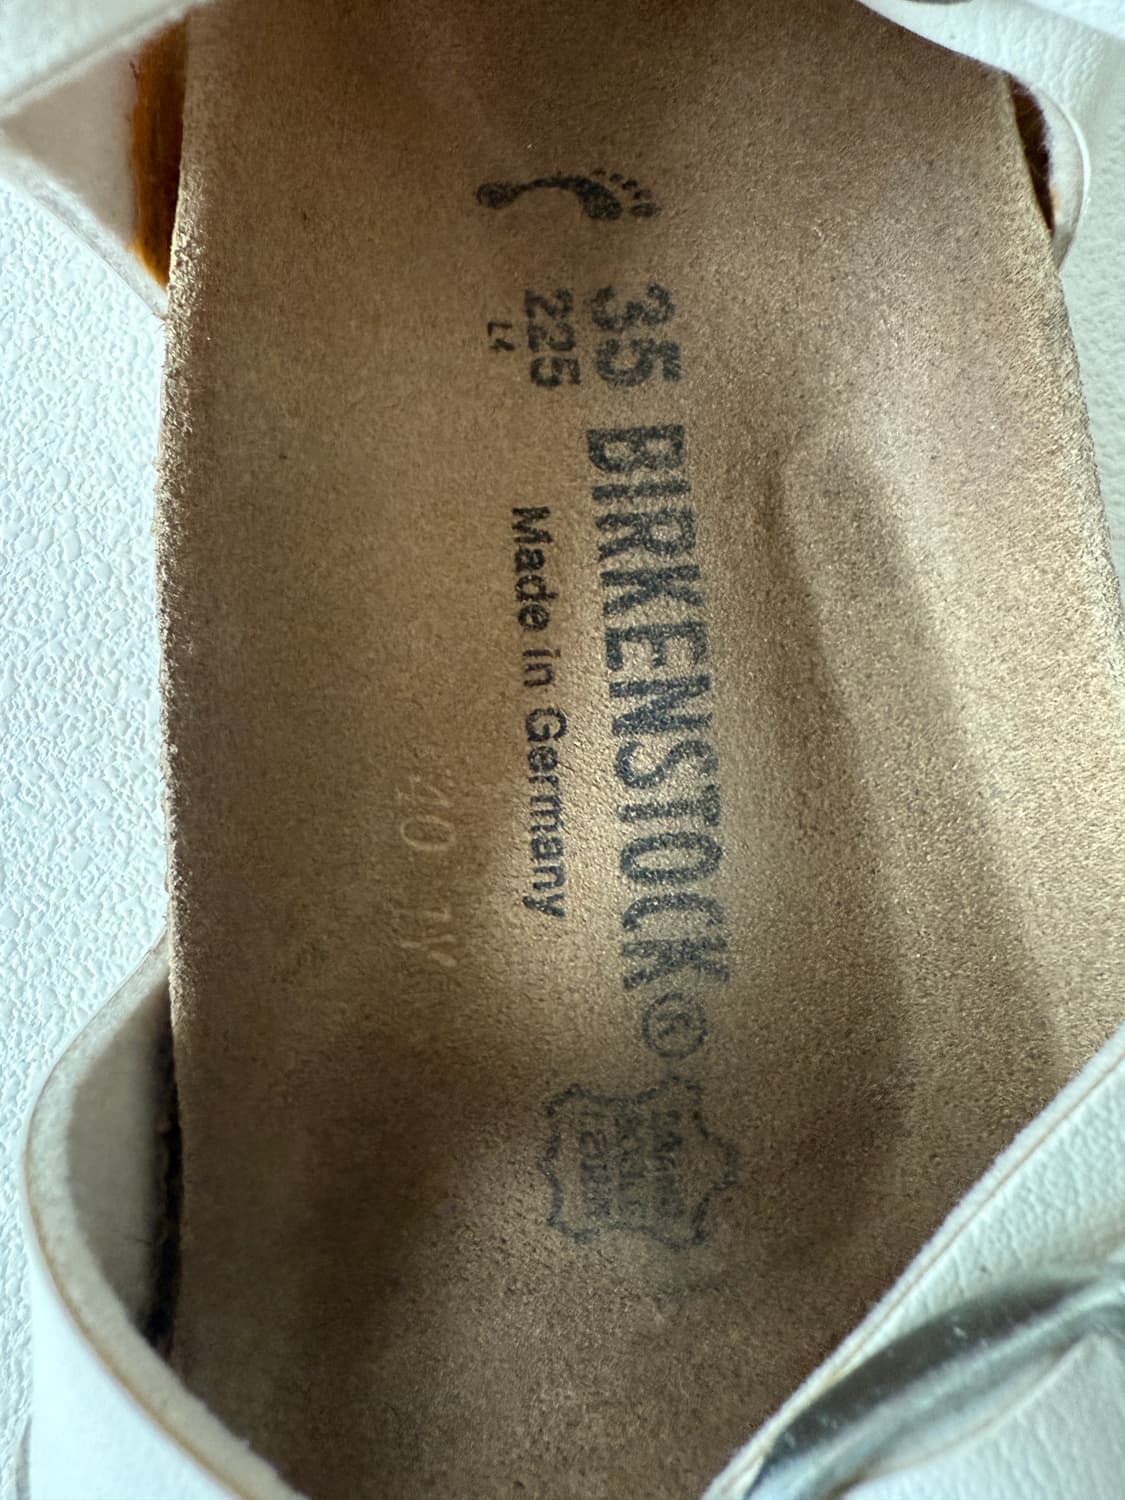 35 BIRKENSTOCK®
225
L4
Made in Germany